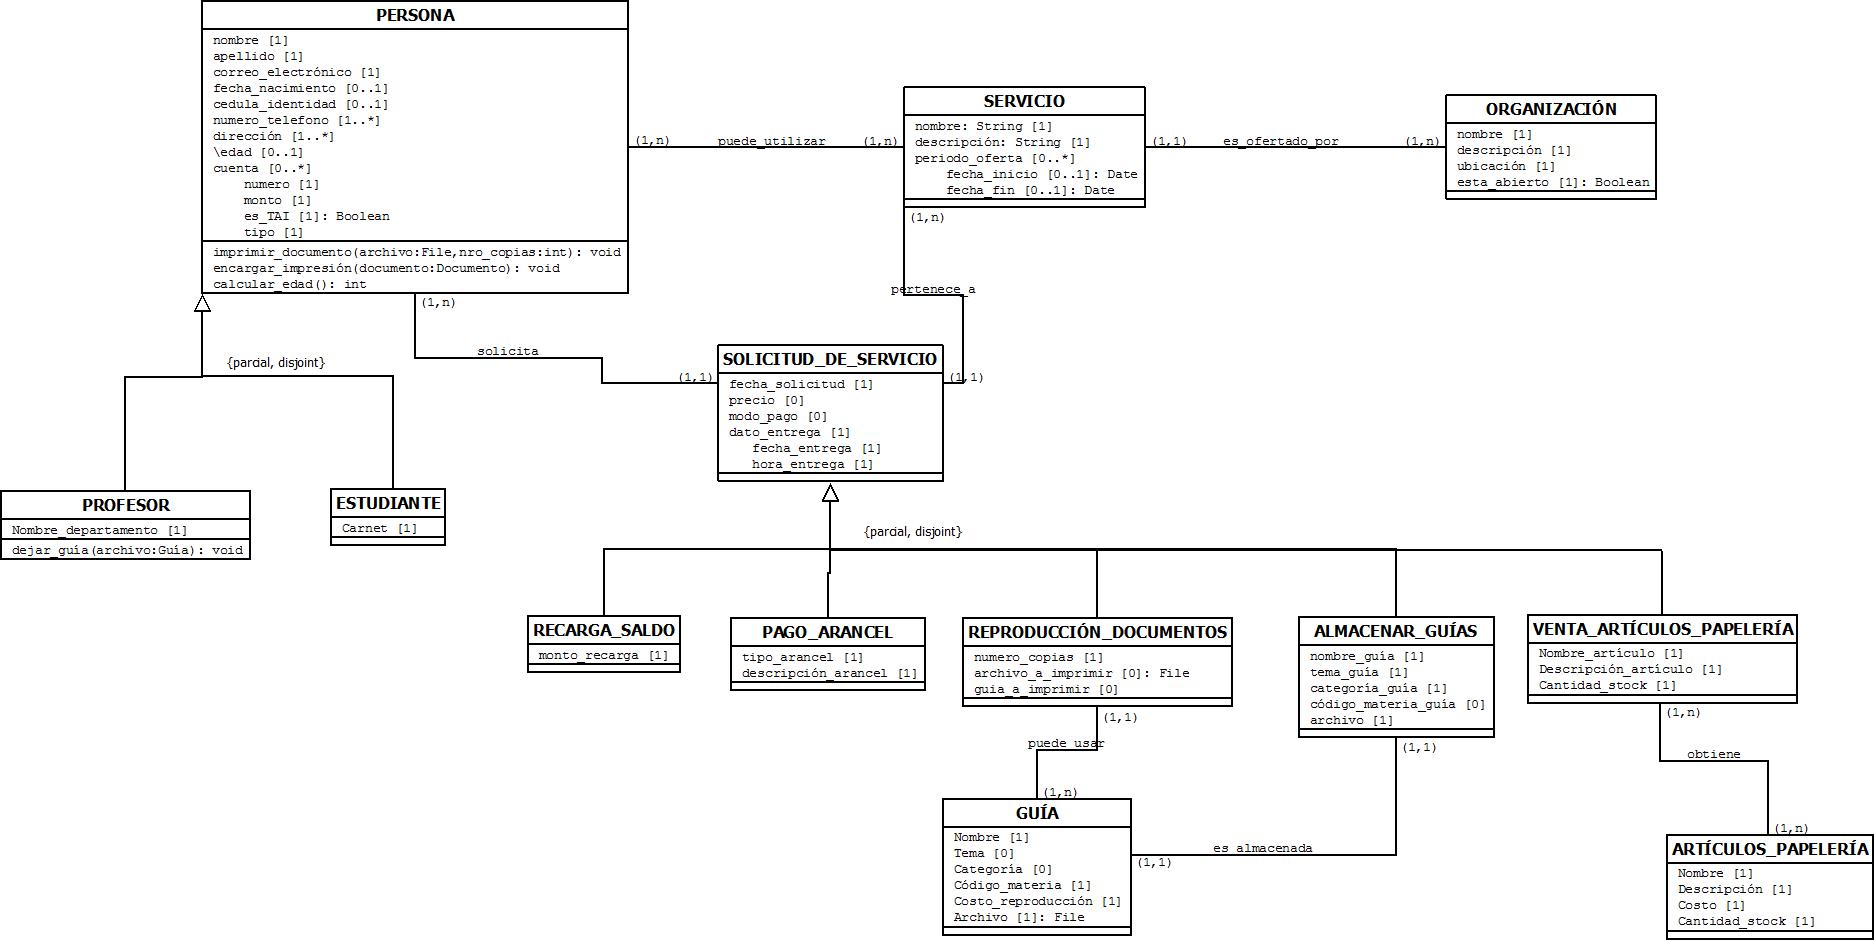 PERSONA
nombre [1]
apellido [1]
correo_electrónico [1]
fecha_nacimiento [0..1]
cedula_identidad [0..1]
numero_telefono [1..*]
dirección [1..*]
\edad [0..1]
cuenta [0..*]
numero [1]
monto [1]
es_TAI [1]: Boolean
tipo [1]
imprimir_documento(archivo:File,nro_copias:int): void
encargar_impresión(documento:Documento): void
calcular_edad(): int
(1,n)
puede_utilizar
(1,n)
SERVICIO
nombre: String [1]
descripción: String [1]
periodo_oferta [0..*]
fecha_inicio [0..1]: Date
fecha_fin [0..1]: Date
(1,1)
es_ofertado_por
(1,n)
ORGANIZACIÓN
nombre [1]
descripción [1]
ubicación [1]
esta_abierto [1]: Boolean
(1,n)
pertenece_a
(1,1)
(1,n)
solicita
(1,1)
{parcial, disjoint}
SOLICITUD_DE_SERVICIO
fecha_solicitud [1]
precio [0]
modo_pago [0]
dato_entrega [1]
fecha_entrega [1]
hora_entrega [1]
PROFESOR
Nombre_departamento [1]
dejar_guía(archivo:Guía): void
ESTUDIANTE
Carnet [1]
{parcial, disjoint}
RECARGA_SALDO
monto_recarga [1]
PAGO_ARANCEL
tipo_arancel [1]
descripción_arancel [1]
REPRODUCCIÓN_DOCUMENTOS
numero_copias [1]
archivo_a_imprimir [0]: File
guia_a_imprimir [0]
ALMACENAR_GUÍAS
nombre_guía [1]
tema_guía [1]
categoría_guía [1]
código_materia_guía [0]
archivo [1]
VENTA_ARTÍCULOS_PAPELERÍA
Nombre_artículo [1]
Descripción_artículo [1]
Cantidad_stock [1]
(1,1)
puede usar
(1,n)
(1,1)
es almacenada
(1,1)
(1,n)
obtiene
(1,n)
GUÍA
Nombre [1]
Tema [0]
Categoría [0]
Código_materia [1]
Costo_reproducción [1]
Archivo [1]: File
ARTÍCULOS_PAPELERÍA
Nombre [1]
Descripción [1]
Costo [1]
Cantidad_stock [1]